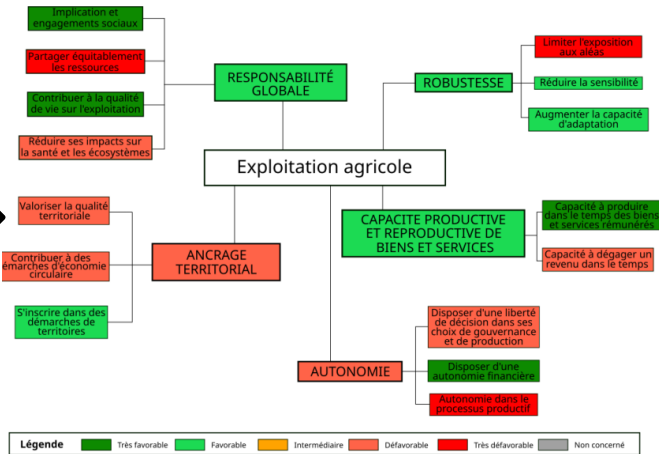 Implication et
engagements sociaux
Partager équitablement
les ressources
Contribuer à la qualité
de vie sur l'exploitation
Réduire ses impacts sur
la santé et les écosystèmes
RESPONSABILITÉ
GLOBALE
ROBUSTESSE
Limiter l'exposition
aux aléas
Réduire la sensibilité
Augmenter la capacité
d'adaptation
Exploitation agricole
Valoriser la qualité
territoriale
Contribuer à des
émarches d'économie
circulaire
S'inscrire dans des
démarches de
territoires
ANCRAGE
TERRITORIAL
CAPACITE PRODUCTIVE
ET REPRODUCTIVE DE
BIENS ET SERVICES
Capacité à produire
dans le temps des biens
et services rémunérés
Capacité à dégager un
revenu dans le temps
AUTONOMIE
Disposer d'une liberté
de décision dans ses
choix de gouvernance
et de production
Disposer d'une
autonomie financière
Autonomie dans le
processus productif
Légende
Très favorable
Favorable
Intermédiaire
Défavorable
Très défavorable
Non concerné